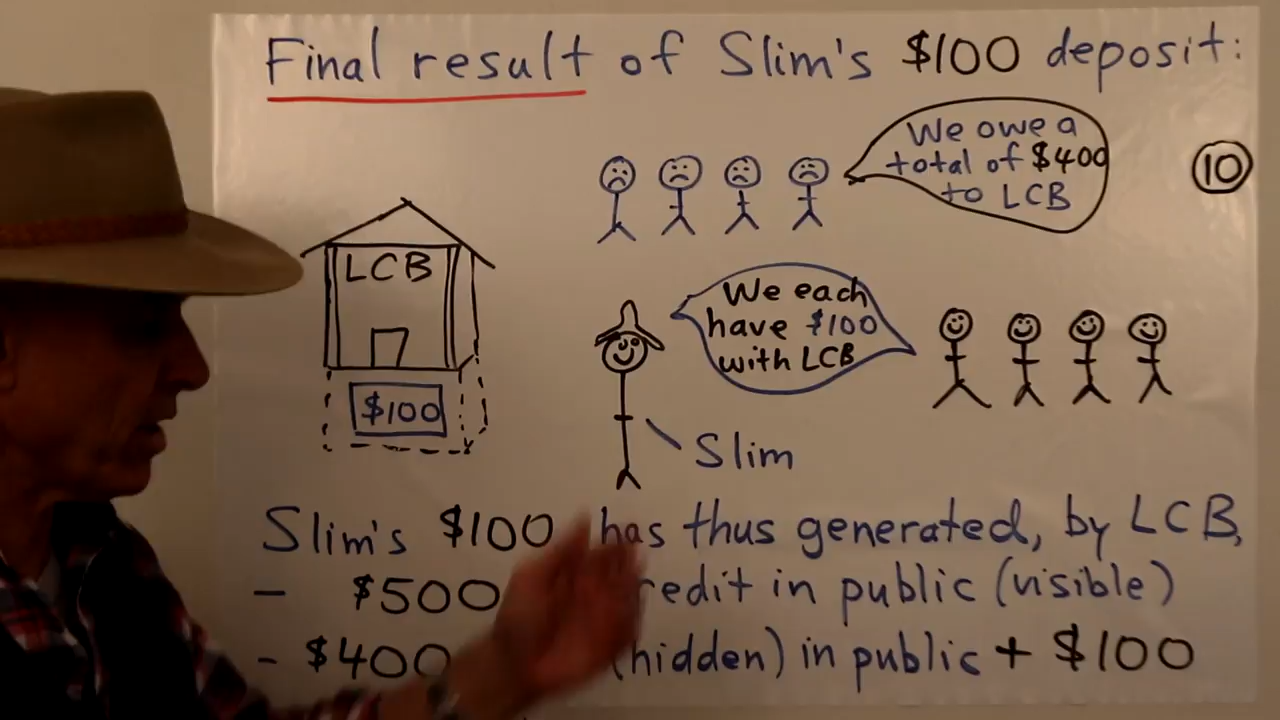 Final result of Slim's $100 deposit:
We owe a
total of $400
to LCB
10
LCB
We each
have $100
with LCB
$100
Slim
Slim's $100 has thus generated, by LCB,
- $500 in public (visible)
- $400 (hidden) in public + $100